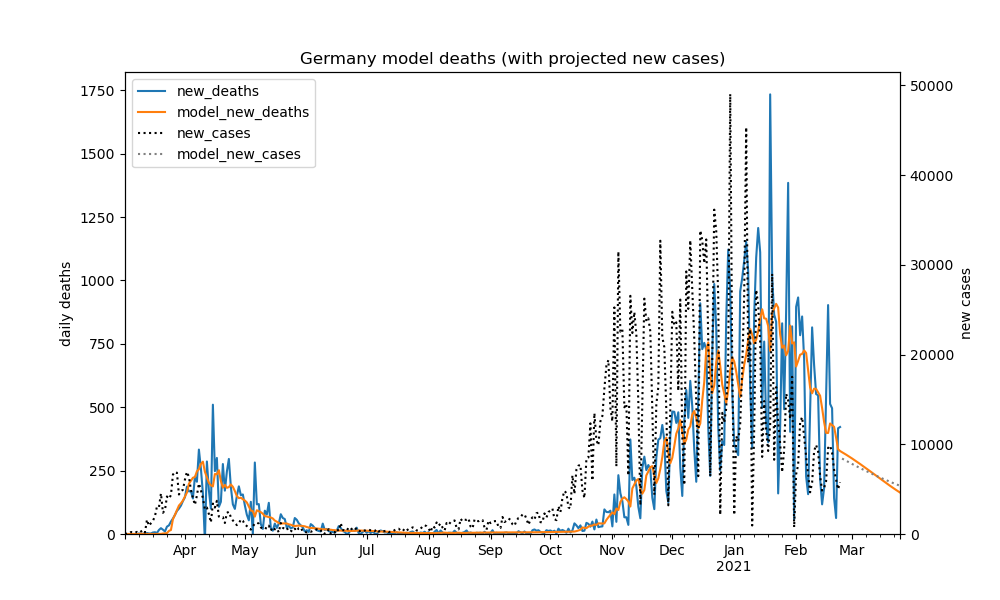 Germany model deaths (with projected new cases)
new_deaths
model_new_deaths
new_cases
model_new_cases
daily deaths
1750
1500
1250
1000
750
500
250
0
50000
40000
30000
20000
10000
0
new cases
Apr May Jun Jul Aug Sep Oct Nov Dec Jan Feb Mar
2021